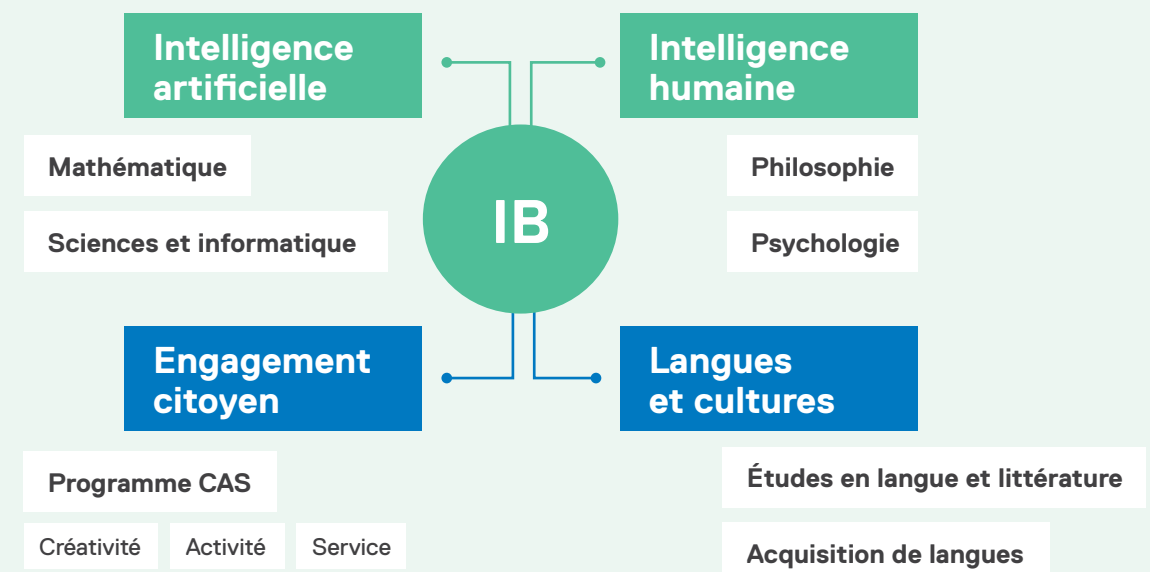 Intelligence
artificielle
Mathématique
Sciences et informatique
IB
Intelligence
humaine
Philosophie
Psychologie
Engagement
citoyen
Programme CAS
Créativité
Activité
Service
Langues
et cultures
Études en langue et littérature
Acquisition de langues